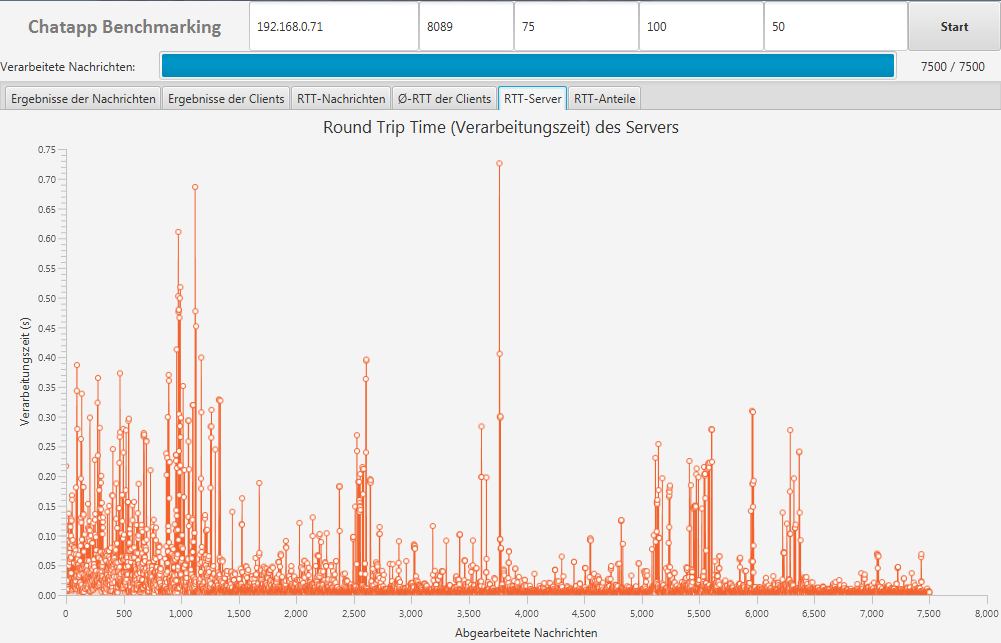 Chatapp Benchmarking 192.168.0.71 8089 75 100 50 Start
Verarbeitete Nachrichten: 7500 / 7500
Ergebnisse der Nachrichten Ergebnisse der Clients RTT-Nachrichten Ø-RTT der Clients RTT-Server RTT-Anteile
Round Trip Time (Verarbeitungszeit) des Servers
Verarbeitungszeit (s)
0.75
0.70
0.65
0.60
0.55
0.50
0.45
0.40
0.35
0.30
0.25
0.20
0.15
0.10
0.05
0.00
0 500 1,000 1,500 2,000 2,500 3,000 3,500 4,000 4,500 5,000 5,500 6,000 6,500 7,000 7,500 8,000
Abgearbeitete Nachrichten